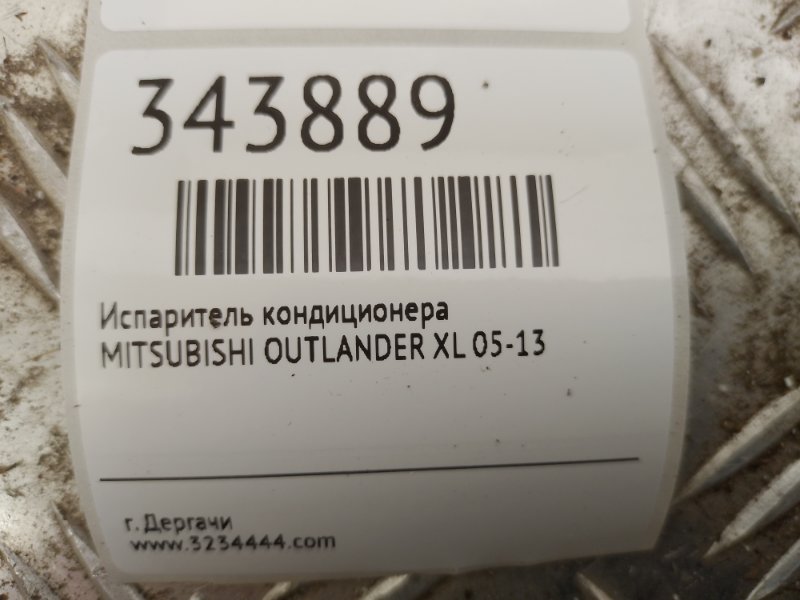 343889
Испаритель кондиционера
MITSUBISHI OUTLANDER XL 05-13
г. Дергачи
www.3234444.com